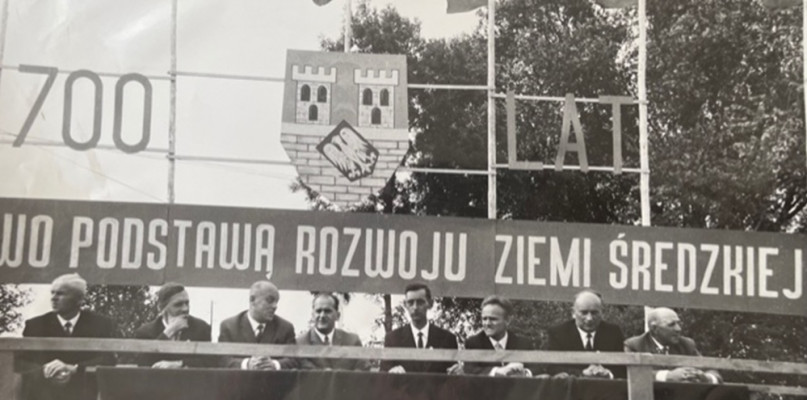 700 LAT
WO PODSTAWĄ ROZWOJU ZIEMI ŚREDZKIEJ